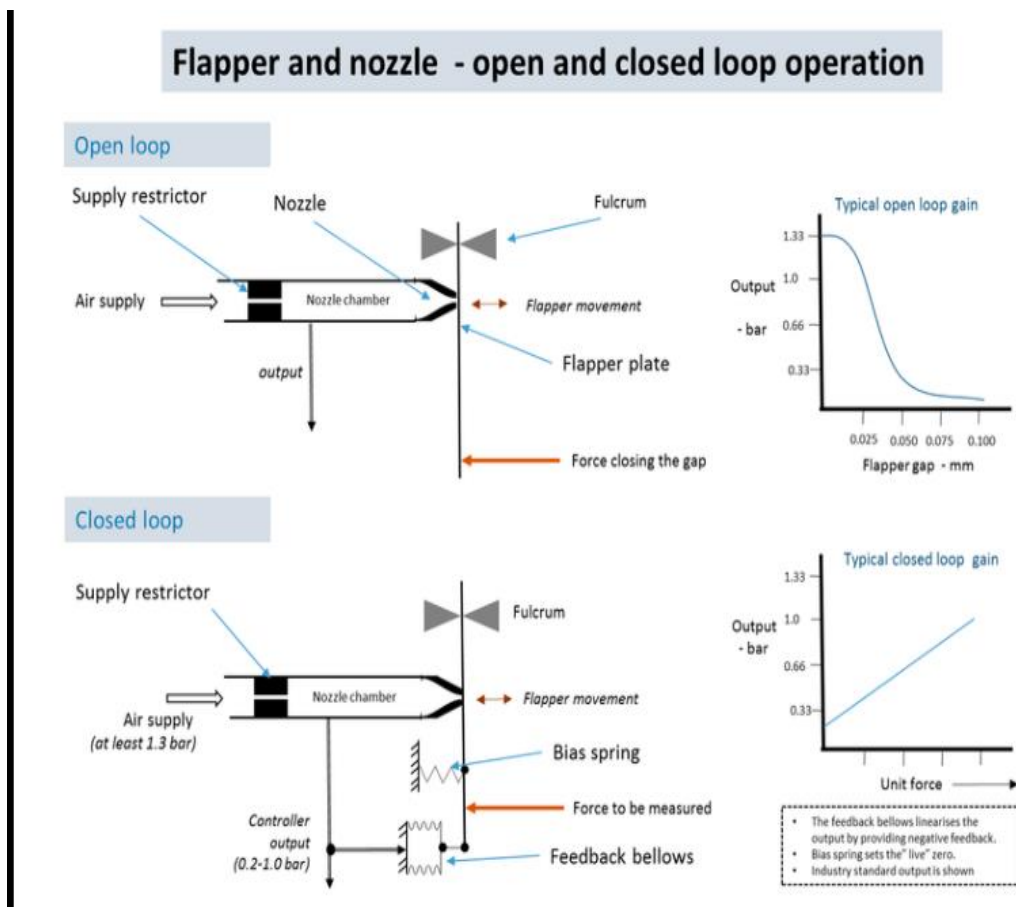 Flapper and nozzle - open and closed loop operation
Open loop
Supply restrictor
Nozzle
Fulcrum
Air supply
Nozzle chamber
Flapper movement
output
Flapper plate
Force closing the gap
Typical open loop gain
1.33
1.0
0.66
0.33
Output
- bar
0.025
0.050
0.075
0.100
Flapper gap - mm
Closed loop
Supply restrictor
Fulcrum
Nozzle chamber
Flapper movement
Air supply
(at least 1.3 bar)
Bias spring
Force to be measured
Controller
output
(0.2-1.0 bar)
Feedback bellows
Typical closed loop gain
1.33
1.0
0.66
0.33
Output
- bar
Unit force
• The feedback bellows linearises the
output by providing negative feedback.
• Bias spring sets the" live" zero.
• Industry standard output is shown